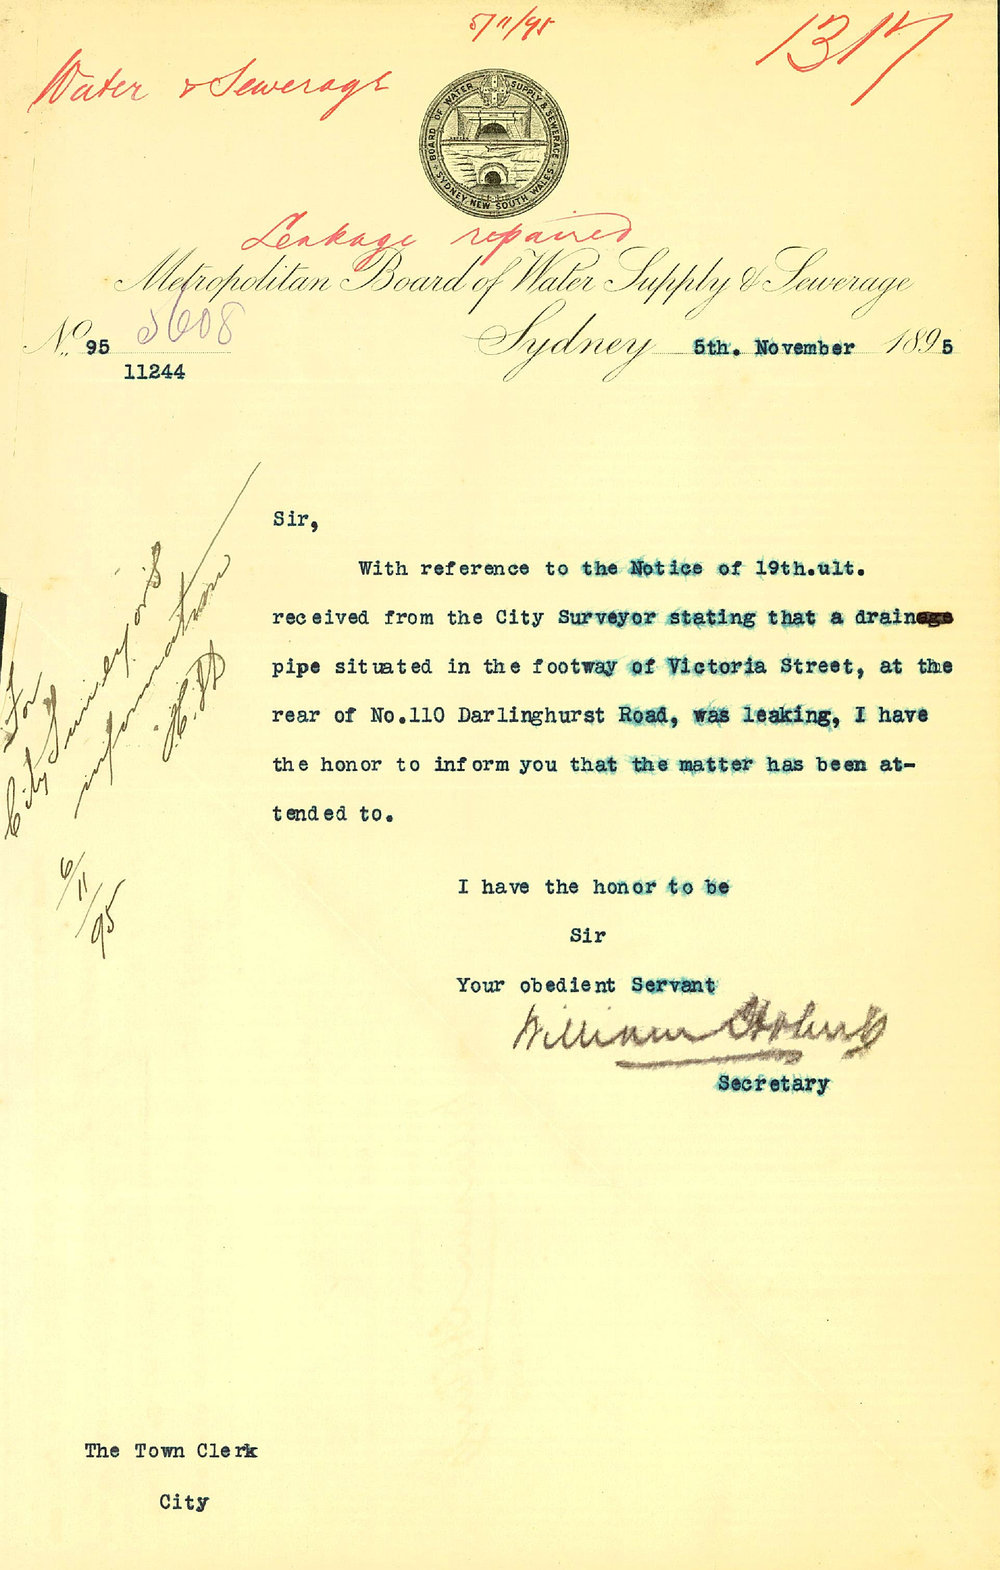 5/11/95
1317
Water & Sewerage
BOARD OF WATER SUPPLY & SEWERAGE
SYDNEY, NEW SOUTH WALES
Leakage repaired
Metropolitan Board of Water Supply & Sewerage
No. 95 5608
11244
Sydney 5th. November 1895
For
City Surveyor's
information
6/11/95
Sir,
With reference to the Notice of 19th.ult.
received from the City Surveyor stating that a drainage
pipe situated in the footway of Victoria Street, at the
rear of No.110 Darlinghurst Road, was leaking, I have
the honor to inform you that the matter has been at-
tended to.
I have the honor to be
Sir
Your obedient Servant
William Holmes
Secretary
The Town Clerk
City